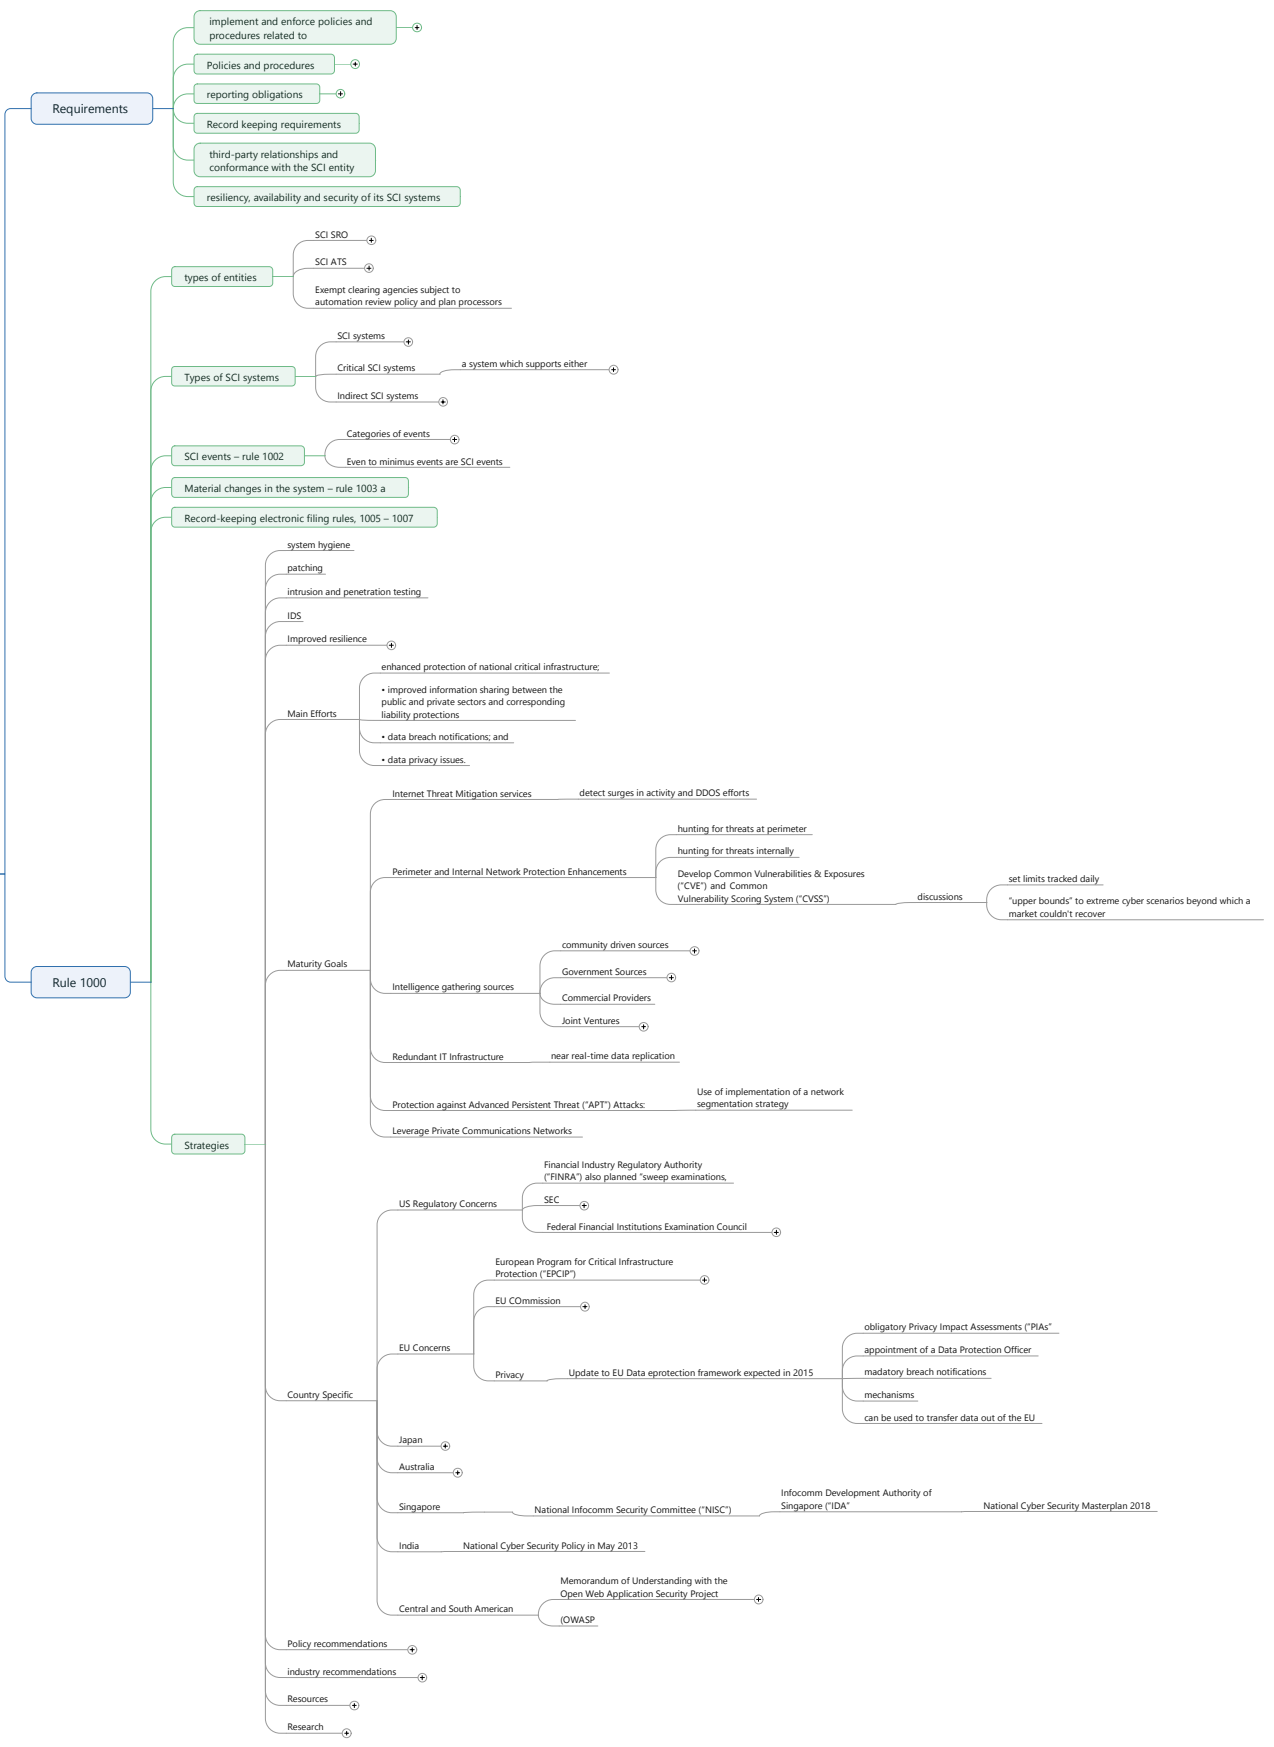 implement and enforce policies and
procedures related to
Policies and procedures
reporting obligations
Requirements
Record keeping requirements
third-party relationships and
conformance with the SCI entity
resiliency, availability and security of its SCI systems
SCI SRO
SCI ATS
types of entities
Exempt clearing agencies subject to
automation review policy and plan processors
SCI systems
Critical SCI systems
a system which supports either
Types of SCI systems
Indirect SCI systems
Categories of events
SCI events – rule 1002
Even to minimus events are SCI events
Material changes in the system – rule 1003 a
Record-keeping electronic filing rules, 1005 – 1007
system hygiene
patching
intrusion and penetration testing
IDS
Improved resilience
enhanced protection of national critical infrastructure;
• improved information sharing between the
public and private sectors and corresponding
liability protections
Main Efforts
• data breach notifications; and
• data privacy issues.
Internet Threat Mitigation services
detect surges in activity and DDOS efforts
hunting for threats at perimeter
hunting for threats internally
Perimeter and Internal Network Protection Enhancements
Develop Common Vulnerabilities & Exposures
("CVE") and Common
Vulnerability Scoring System ("CVSS")
discussions
set limits tracked daily
"upper bounds" to extreme cyber scenarios beyond which a
market couldn't recover
community driven sources
Maturity Goals
Government Sources
Rule 1000
Intelligence gathering sources
Commercial Providers
Joint Ventures
Redundant IT Infrastructure
near real-time data replication
Use of implementation of a network
segmentation strategy
Protection against Advanced Persistent Threat ("APT") Attacks:
Leverage Private Communications Networks
Strategies
Financial Industry Regulatory Authority
("FINRA") also planned "sweep examinations,
US Regulatory Concerns
SEC
Federal Financial Institutions Examination Council
European Program for Critical Infrastructure
Protection ("EPCIP")
EU COmmission
EU Concerns
Privacy
Update to EU Data eprotection framework expected in 2015
obligatory Privacy Impact Assessments ("PIAs"
appointment of a Data Protection Officer
madatory breach notifications
mechanisms
can be used to transfer data out of the EU
Country Specific
Japan
Australia
Singapore
National Infocomm Security Committee ("NISC")
Infocomm Development Authority of
Singapore ("IDA"
National Cyber Security Masterplan 2018
India
National Cyber Security Policy in May 2013
Memorandum of Understanding with the
Open Web Application Security Project
Central and South American
(OWASP
Policy recommendations
industry recommendations
Resources
Research